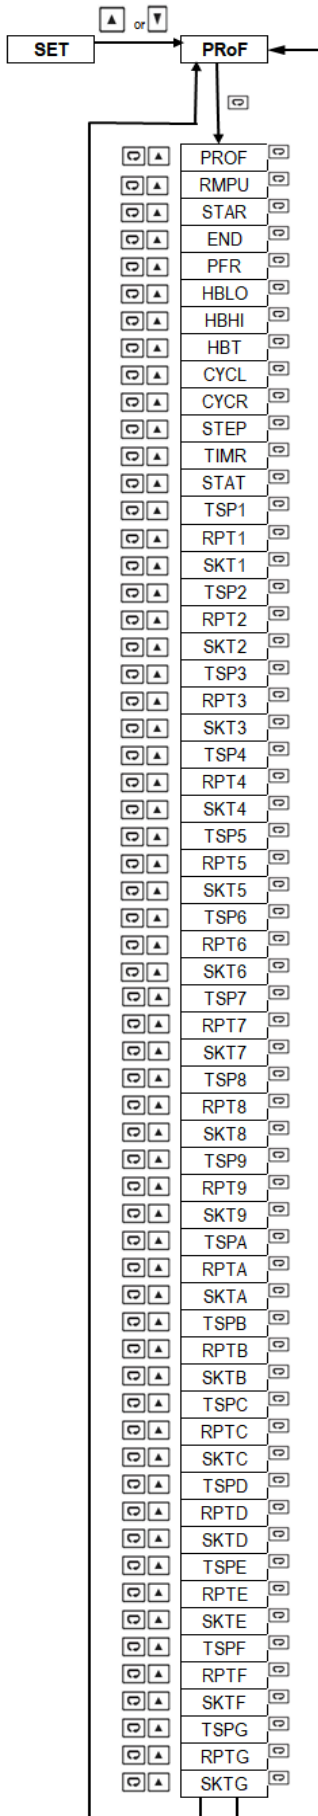 or
SET PRoF
PROF
RMPU
STAR
END
PFR
HBLO
HBHI
HBT
CYCL
CYCR
STEP
TIMR
STAT
TSP1
RPT1
SKT1
TSP2
RPT2
SKT2
TSP3
RPT3
SKT3
TSP4
RPT4
SKT4
TSP5
RPT5
SKT5
TSP6
RPT6
SKT6
TSP7
RPT7
SKT7
TSP8
RPT8
SKT8
TSP9
RPT9
SKT9
TSPA
RPTA
SKTA
TSPB
RPTB
SKTB
TSPC
RPTC
SKTC
TSPD
RPTD
SKTD
TSPE
RPTE
SKTE
TSPF
RPTF
SKTF
TSPG
RPTG
SKTG